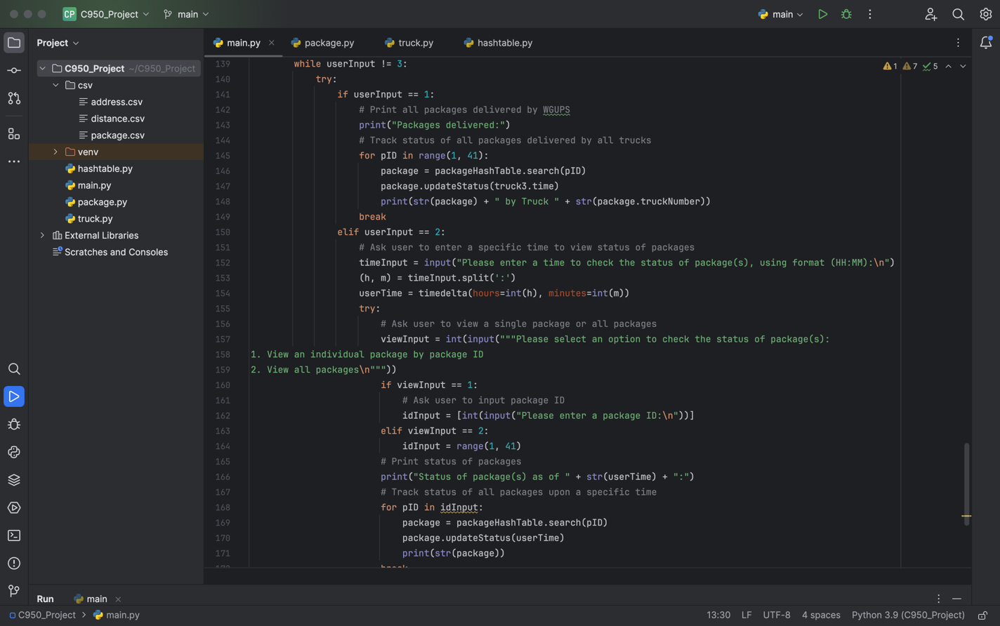 CP C950_Project main main
Project
main.py package.py truck.py hashtable.py
C950_Project ~/C950_Project
csv
address.csv
distance.csv
package.csv
venv
hashtable.py
main.py
package.py
truck.py
External Libraries
Scratches and Consoles
1 7 5
139 while userInput != 3:
140 try:
141 if userInput == 1:
142 # Print all packages delivered by WGUPS
143 print("Packages delivered:")
144 # Track status of all packages delivered by all trucks
145 for pID in range(1, 41):
146 package = packageHashTable.search(pID)
147 package.updateStatus(truck3.time)
148 print(str(package) + " by Truck " + str(package.truckNumber))
149 break
150 elif userInput == 2:
151 # Ask user to enter a specific time to view status of packages
152 timeInput = input("Please enter a time to check the status of package(s), using format (HH:MM):\n")
153 (h, m) = timeInput.split(':')
154 userTime = timedelta(hours=int(h), minutes=int(m))
155 try:
156 # Ask user to view a single package or all packages
157 viewInput = int(input("""Please select an option to check the status of package(s):
158 1. View an individual package by package ID
159 2. View all packages\n"""))
160 if viewInput == 1:
161 # Ask user to input package ID
162 idInput = [int(input("Please enter a package ID:\n"))]
163 elif viewInput == 2:
164 idInput = range(1, 41)
165 # Print status of packages
166 print("Status of package(s) as of " + str(userTime) + ":")
167 # Track status of all packages upon a specific time
168 for pID in idInput:
169 package = packageHashTable.search(pID)
170 package.updateStatus(userTime)
171 print(str(package))
172 break
Run main
C950_Project > main.py 13:30 LF UTF-8 4 spaces Python 3.9 (C950_Project)